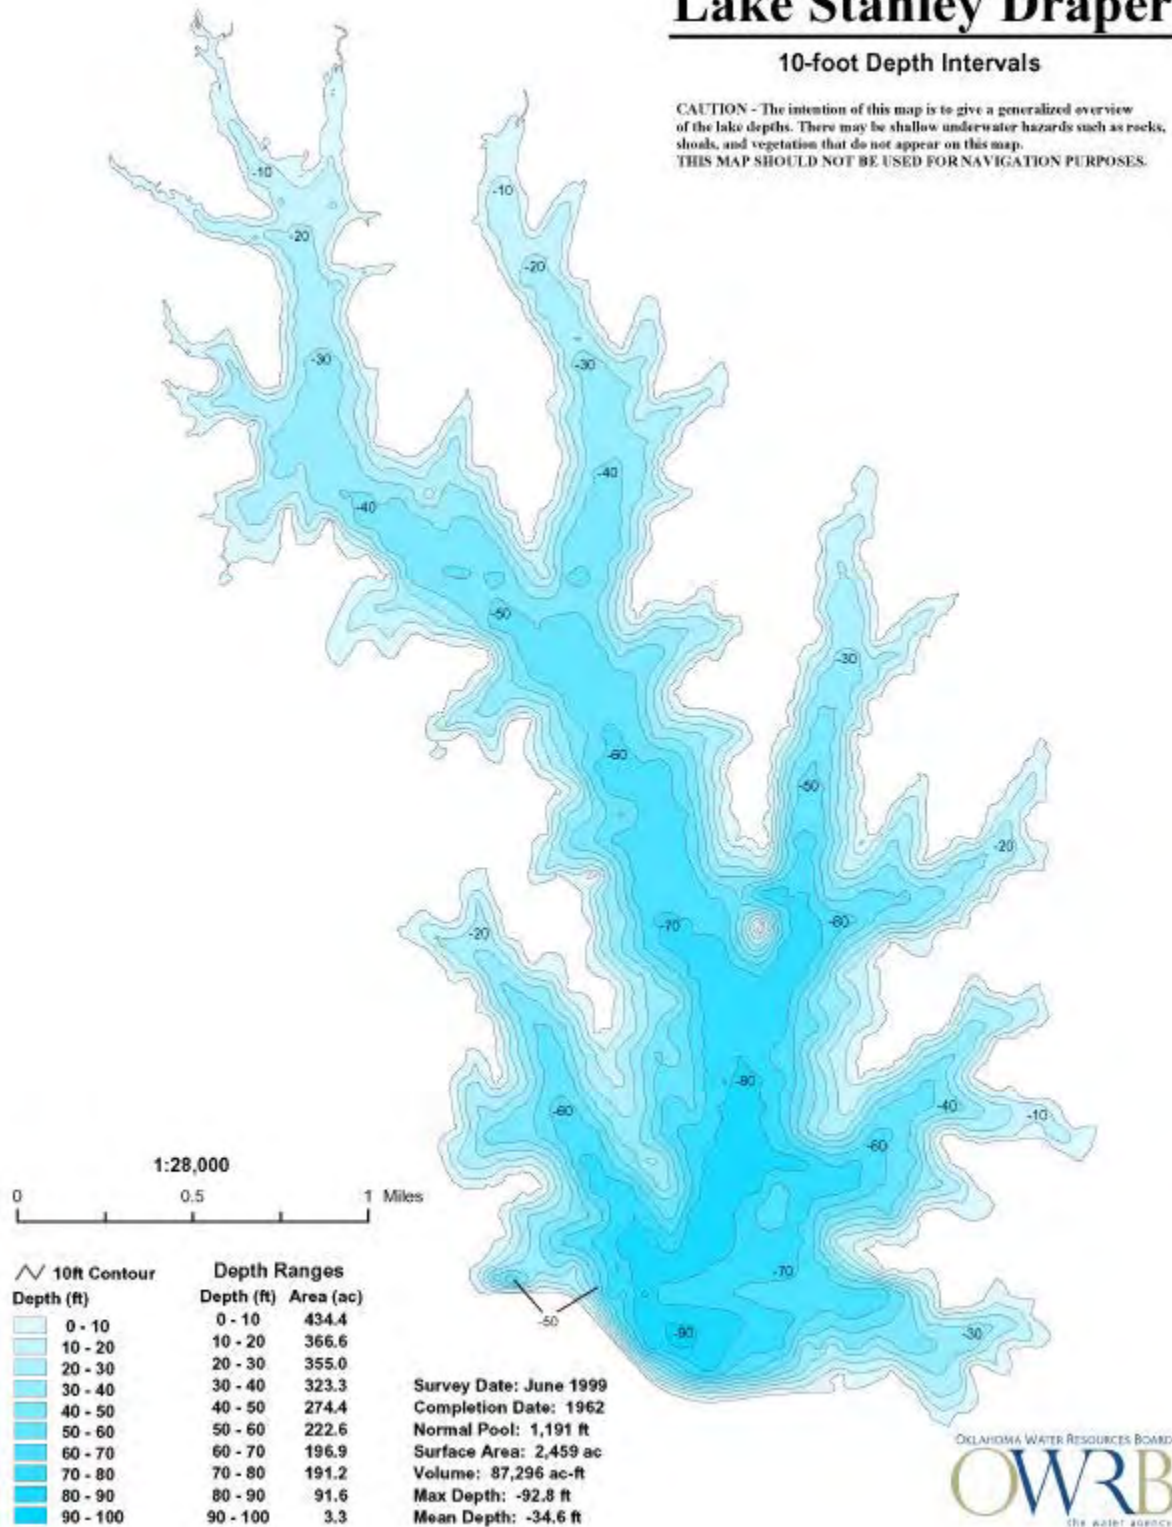 Lake Stanley Draper
10-foot Depth Intervals
CAUTION - The intention of this map is to give a generalized overview
of the lake depths. There may be shallow underwater hazards such as rocks,
shoals, and vegetation that do not appear on this map.
THIS MAP SHOULD NOT BE USED FOR NAVIGATION PURPOSES.
-10
-10
-20
-20
-30
-30
-40
-40
-50
-30
-60
-50
-20
-70
-60
-20
-80
-60
-40
-10
-60
-70
-50
-90
-30
1:28,000
0 0.5 1 Miles
10ft Contour
Depth (ft)
0 - 10
10 - 20
20 - 30
30 - 40
40 - 50
50 - 60
60 - 70
70 - 80
80 - 90
90 - 100
Depth Ranges
Depth (ft) Area (ac)
0 - 10 434.4
10 - 20 366.6
20 - 30 355.0
30 - 40 323.3
40 - 50 274.4
50 - 60 222.6
60 - 70 196.9
70 - 80 191.2
80 - 90 91.6
90 - 100 3.3
Survey Date: June 1999
Completion Date: 1962
Normal Pool: 1,191 ft
Surface Area: 2,459 ac
Volume: 87,296 ac-ft
Max Depth: -92.8 ft
Mean Depth: -34.6 ft
OKLAHOMA WATER RESOURCES BOARD
OWRB
the water agency